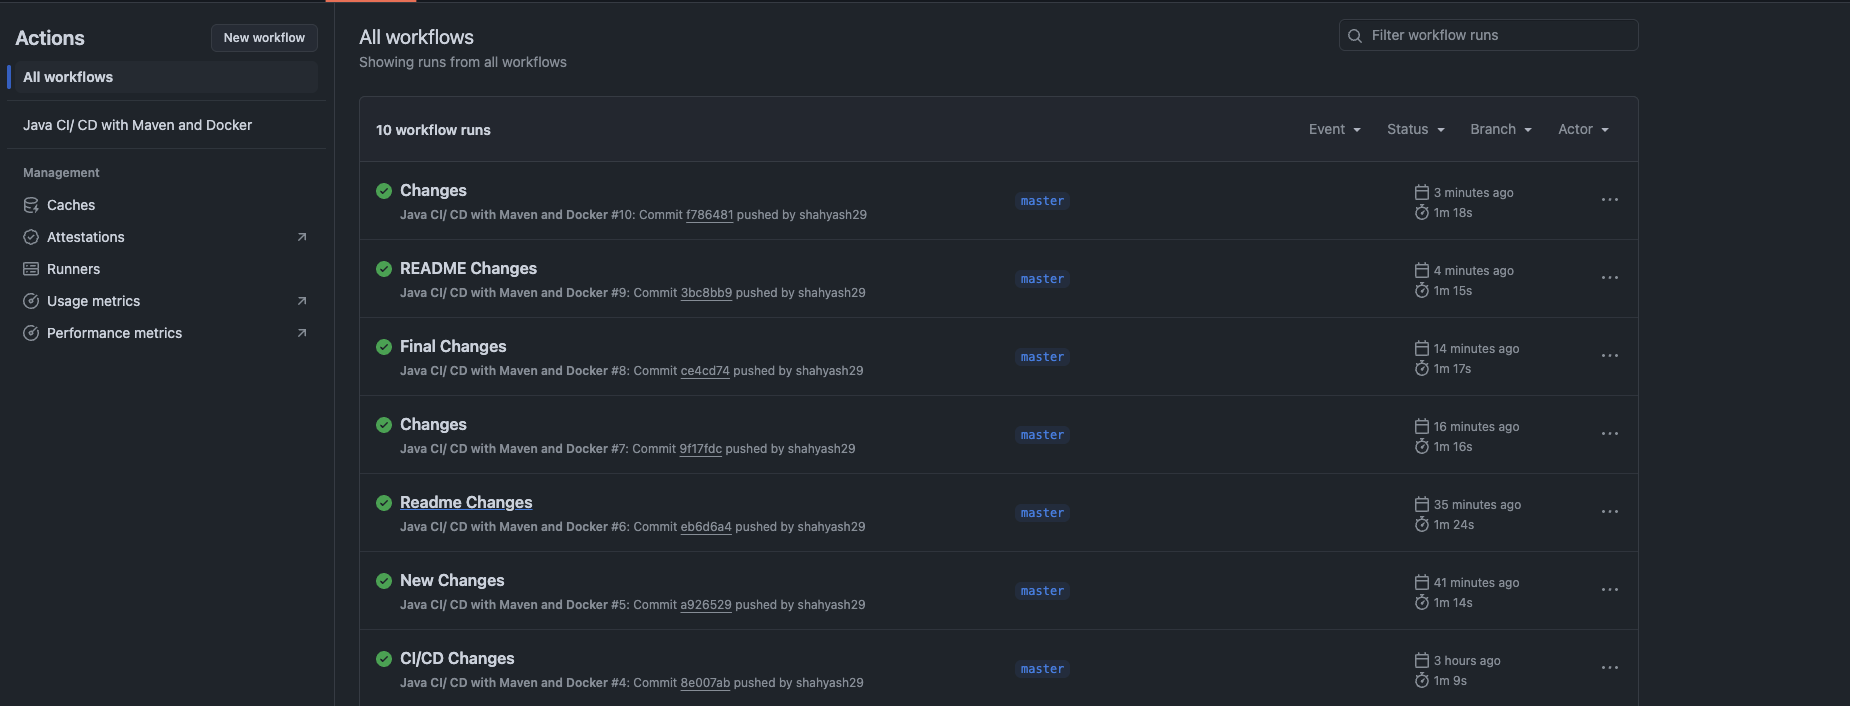 Actions
New workflow
All workflows
Java CI/ CD with Maven and Docker
Management
Caches
Attestations
Runners
Usage metrics
Performance metrics
All workflows
Showing runs from all workflows
Filter workflow runs
10 workflow runs
Event Status Branch Actor
Changes
Java CI/ CD with Maven and Docker #10: Commit f786481 pushed by shahyash29
master
3 minutes ago
1m 18s
README Changes
Java CI/ CD with Maven and Docker #9: Commit 3bc8bb9 pushed by shahyash29
master
4 minutes ago
1m 15s
Final Changes
Java CI/ CD with Maven and Docker #8: Commit ce4cd74 pushed by shahyash29
master
14 minutes ago
1m 17s
Changes
Java CI/ CD with Maven and Docker #7: Commit 9f17fdc pushed by shahyash29
master
16 minutes ago
1m 16s
Readme Changes
Java CI/ CD with Maven and Docker #6: Commit eb6d6a4 pushed by shahyash29
master
35 minutes ago
1m 24s
New Changes
Java CI/ CD with Maven and Docker #5: Commit a926529 pushed by shahyash29
master
41 minutes ago
1m 14s
CI/CD Changes
Java CI/ CD with Maven and Docker #4: Commit 8e007ab pushed by shahyash29
master
3 hours ago
1m 9s